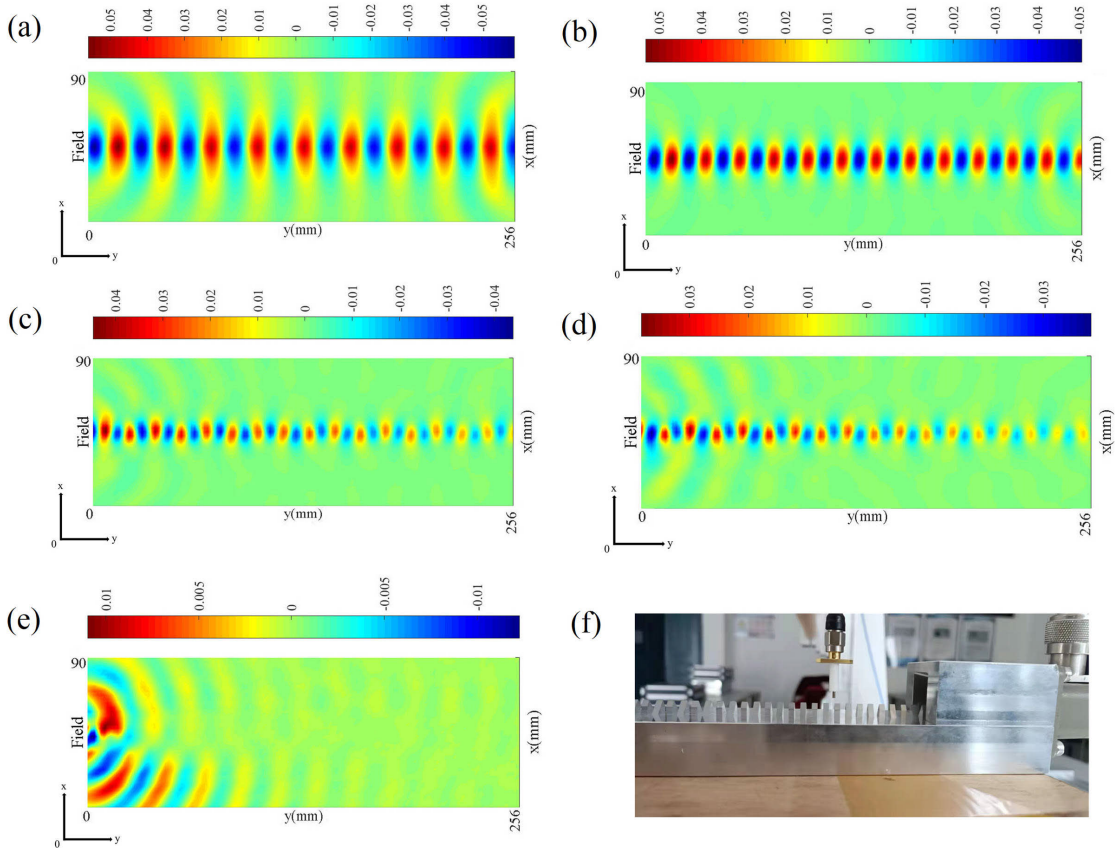 (a)
0.05
0.04
0.03
0.02
0.01
0
-0.01
-0.02
-0.03
-0.04
-0.05
90
Field
x(mm)
x
0
y
0
y(mm)
256
(b)
0.05
0.04
0.03
0.02
0.01
0
-0.01
-0.02
-0.03
-0.04
-0.05
90
Field
x(mm)
x
0
y
0
y(mm)
256
(c)
0.04
0.03
0.02
0.01
0
-0.01
-0.02
-0.03
-0.04
90
Field
x(mm)
x
0
y
0
y(mm)
256
(d)
0.03
0.02
0.01
0
-0.01
-0.02
-0.03
90
Field
x(mm)
x
0
y
0
y(mm)
256
(e)
0.01
0.005
0
-0.005
-0.01
90
Field
x(mm)
x
0
y
0
y(mm)
256
(f)